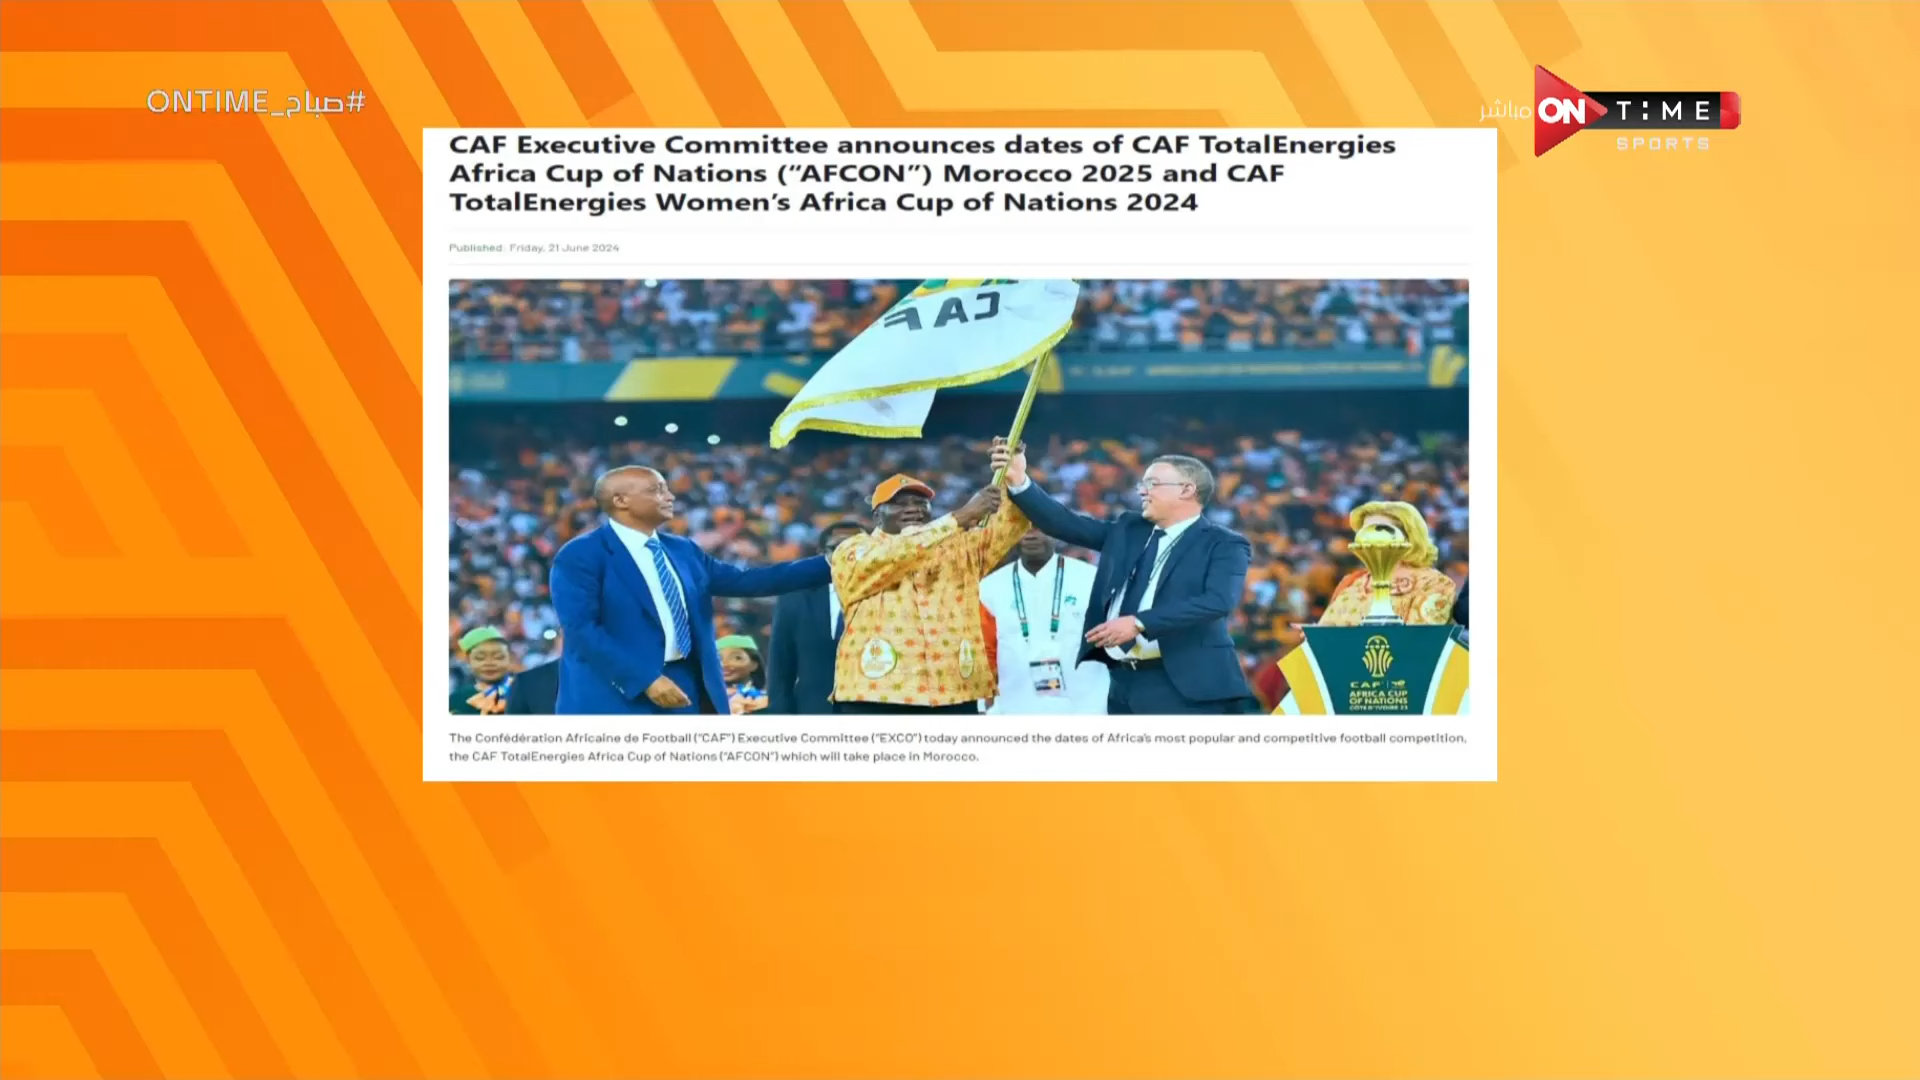 #صباح_ONTIME
مباشر ON TIME
SPORTS
CAF Executive Committee announces dates of CAF TotalEnergies
Africa Cup of Nations (“AFCON”) Morocco 2025 and CAF
TotalEnergies Women’s Africa Cup of Nations 2024
Published: Friday, 21 June 2024
CAF
CAF
AFRICA CUP
OF NATIONS
CÔTE D'IVOIRE 23
The Confédération Africaine de Football (“CAF”) Executive Committee (“EXCO”) today announced the dates of Africa’s most popular and competitive football competition,
the CAF TotalEnergies Africa Cup of Nations (“AFCON”) which will take place in Morocco.